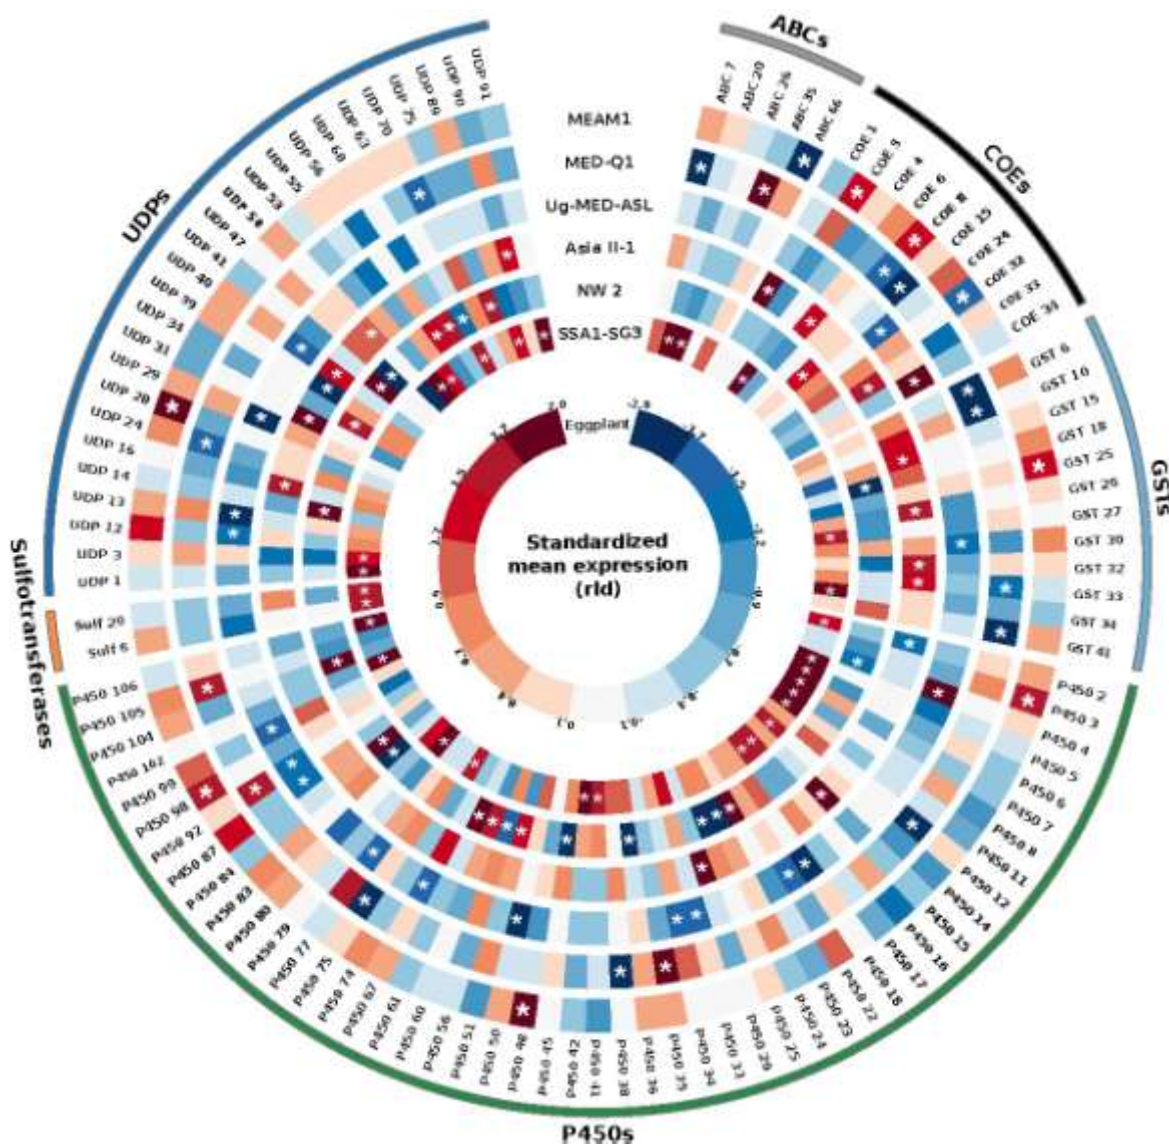 ABCs
ABC 7
ABC 20
ABC 26
ABC 35
ABC 66
COEs
COE 1
COE 3
COE 4
COE 6
COE 8
COE 15
COE 24
COE 32
COE 33
COE 34
GSTs
GST 6
GST 10
GST 15
GST 18
GST 25
GST 26
GST 27
GST 30
GST 32
GST 33
GST 34
GST 41
P450 2
P450 3
P450 4
P450 5
P450 6
P450 7
P450 8
P450 11
P450 12
P450 14
P450 15
P450 16
P450 17
P450 18
P450 22
P450 23
P450 24
P450 25
P450 29
P450 33
P450 34
P450 35
P450 36
P450 38
P450 41
P450 42
P450 45
P450 48
P450 50
P450 51
P450 56
P450 60
P450 61
P450 67
P450 74
P450 75
P450 77
P450 79
P450 80
P450 83
P450 84
P450 87
P450 92
P450 98
P450 99
P450 102
P450 104
P450 105
P450 106
P450s
Sulfotransferases
Sulf 6
Sulf 20
UDPs
UDP 1
UDP 3
UDP 12
UDP 13
UDP 14
UDP 16
UDP 24
UDP 28
UDP 29
UDP 31
UDP 34
UDP 39
UDP 40
UDP 41
UDP 47
UDP 53
UDP 55
UDP 56
UDP 60
UDP 63
UDP 70
UDP 75
UDP 89
UDP 90
UDP 91
MEAM1
MED-Q1
Ug-MED-ASL
Asia II-1
NW 2
SSA1-SG3
Eggplant
Standardized
mean expression
(rld)